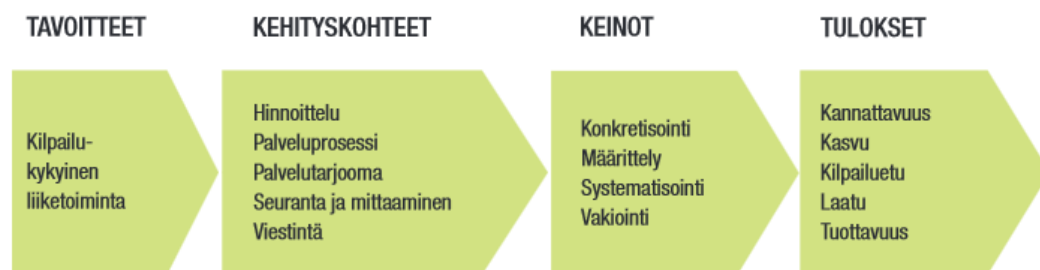 TAVOITTEET
KEHITYSKOHTEET
KEINOT
TULOKSET
Kilpailu-
kykyinen
liiketoiminta
Hinnoittelu
Palveluprosessi
Palvelutarjooma
Seuranta ja mittaaminen
Viestintä
Konkretisointi
Määrittely
Systematisointi
Vakiointi
Kannattavuus
Kasvu
Kilpailuetu
Laatu
Tuottavuus